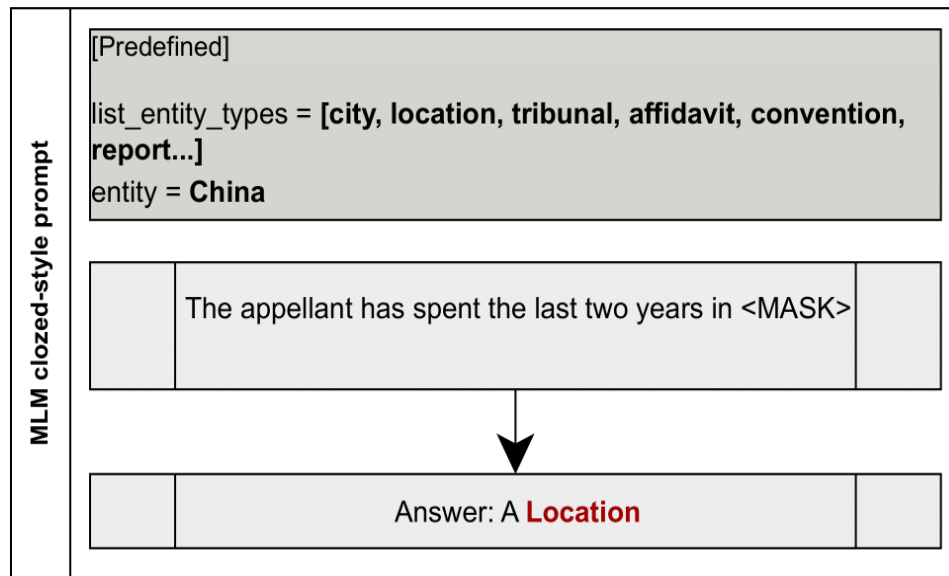 MLM clozed-style prompt
[Predefined]
list_entity_types = [city, location, tribunal, affidavit, convention,
report...]
entity = China
The appellant has spent the last two years in <MASK>
Answer: A Location